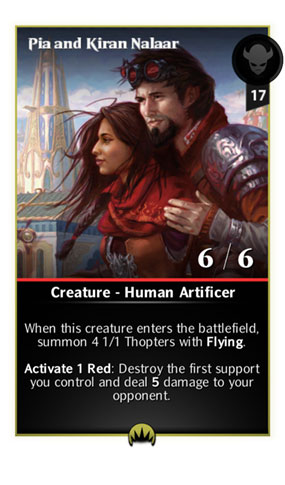 Pia and Kiran Nalaar
17
6 / 6
Creature - Human Artificer
When this creature enters the battlefield,
summon 4 1/1 Thopters with Flying.
Activate 1 Red: Destroy the first support
you control and deal 5 damage to your
opponent.